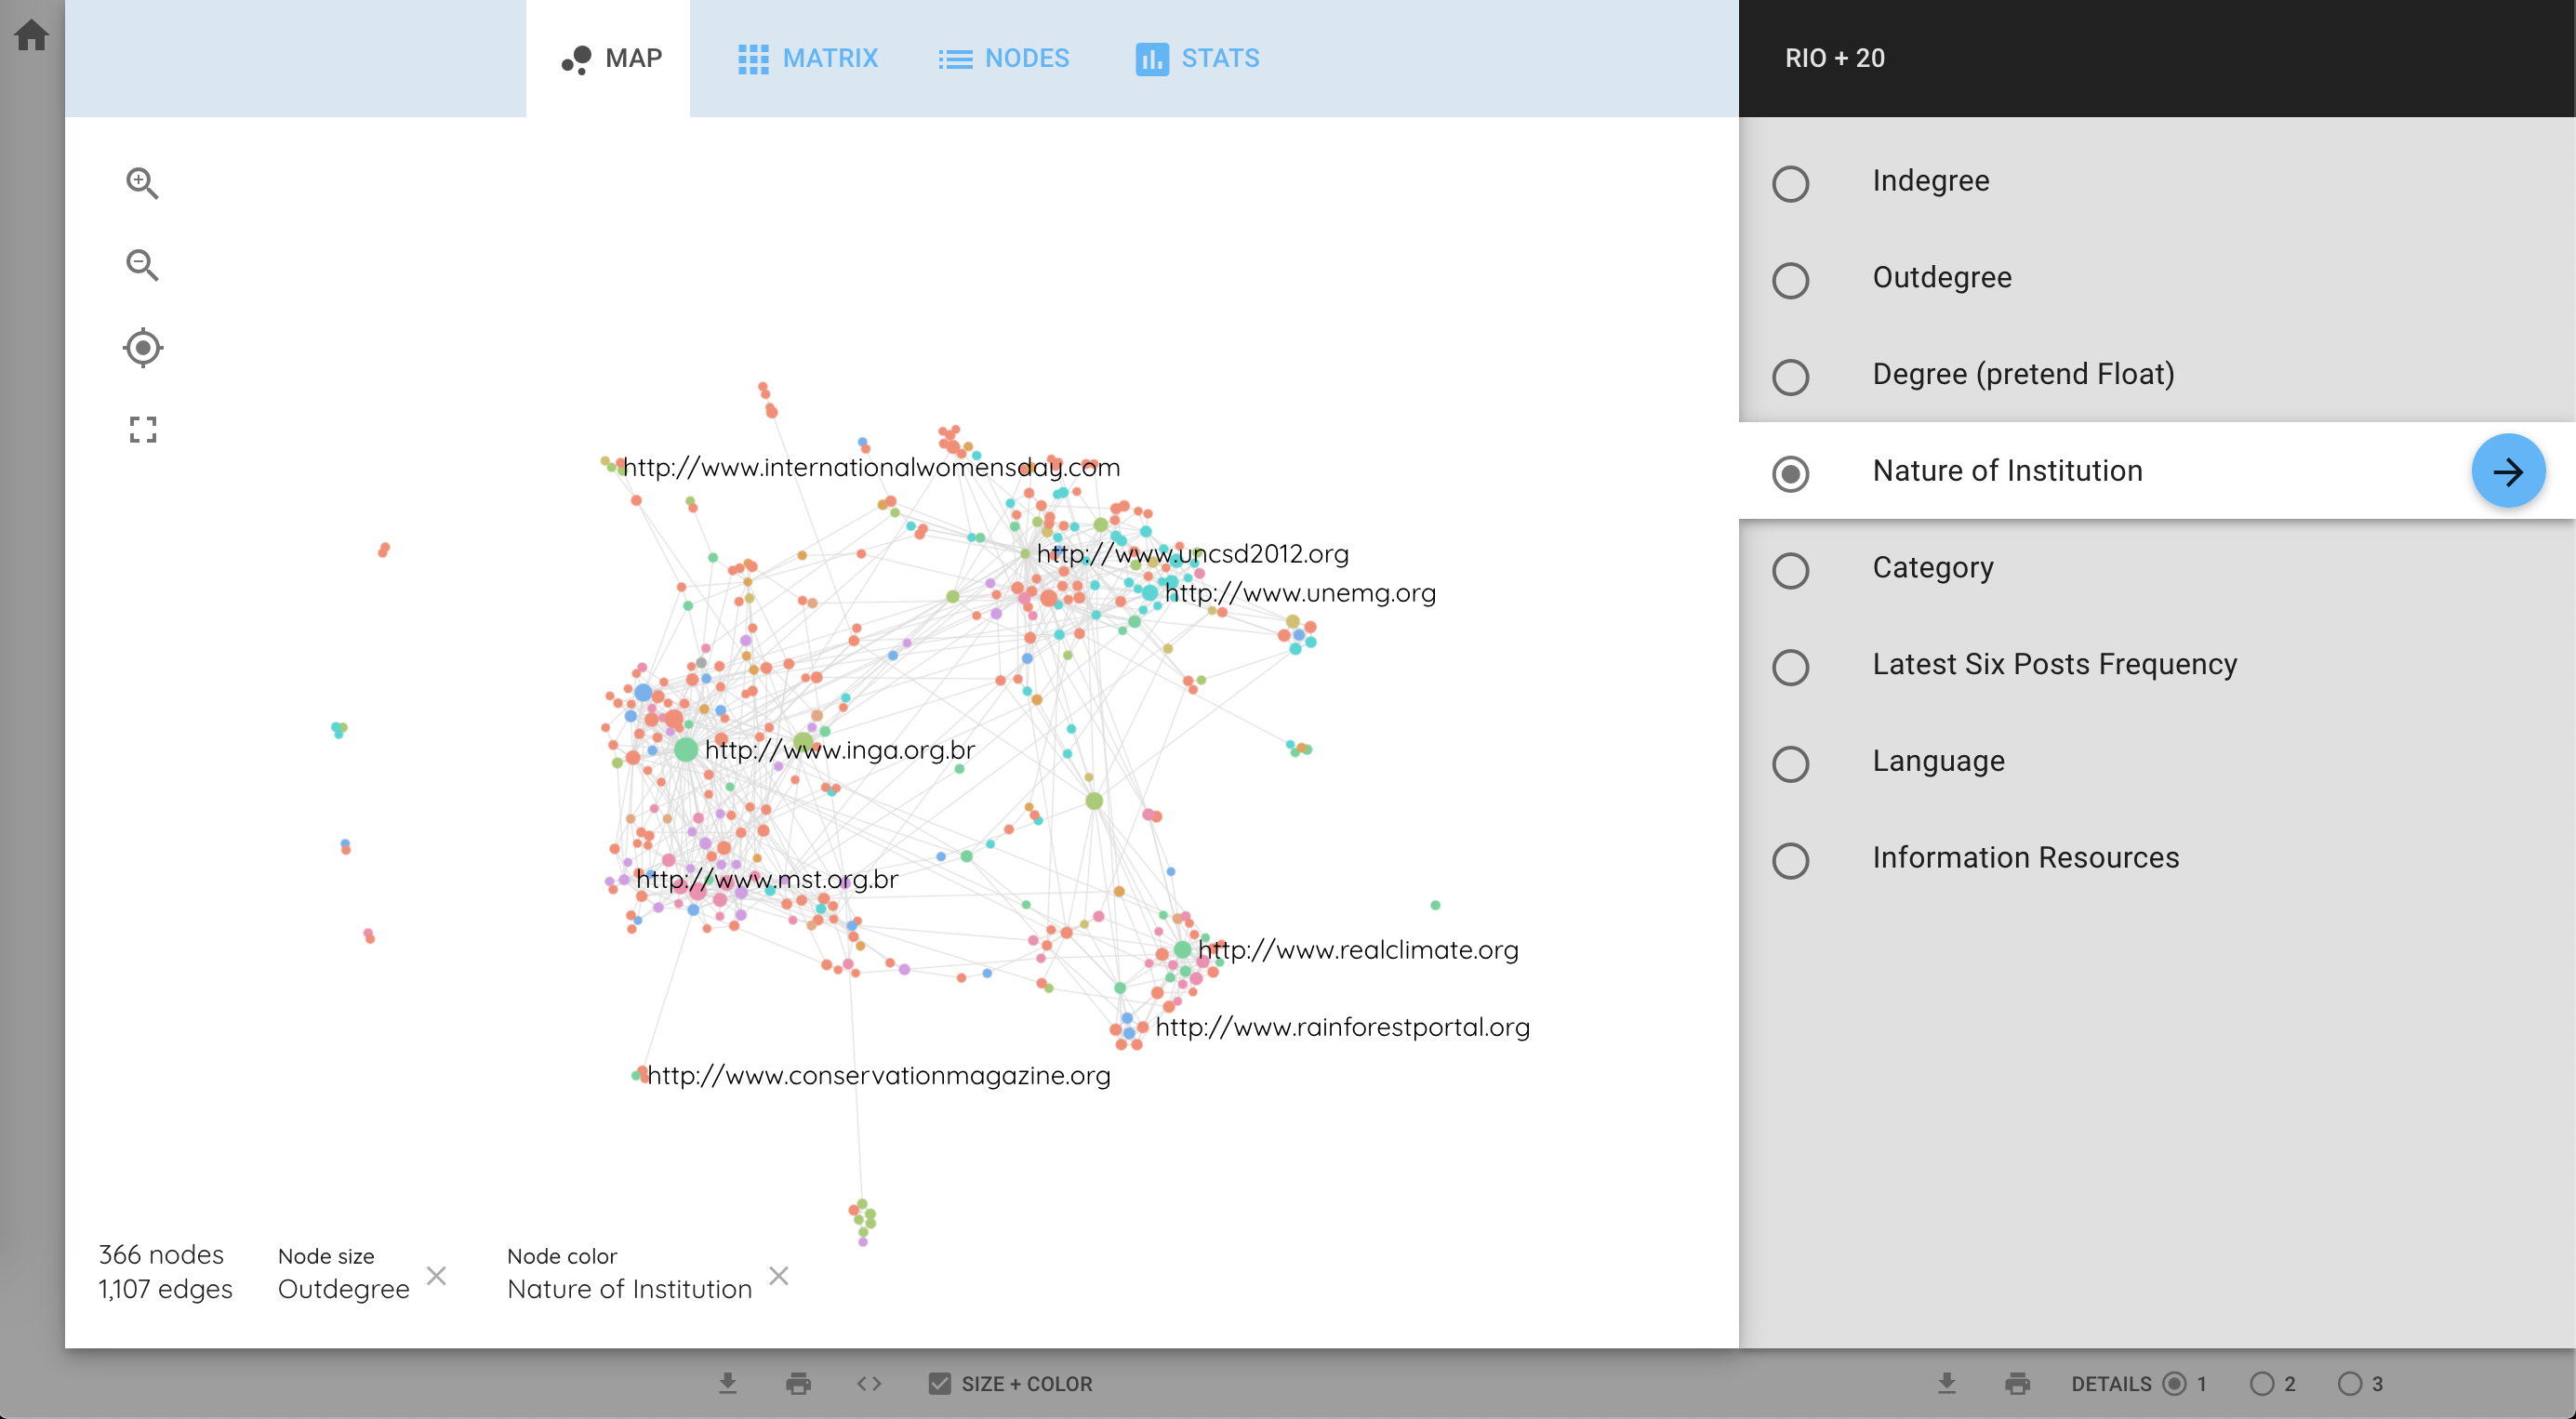 MAP
MATRIX
NODES
STATS
RIO + 20
Indegree
Outdegree
Degree (pretend Float)
Nature of Institution
Category
Latest Six Posts Frequency
Language
Information Resources
http://www.internationalwomensday.com
http://www.uncsd2012.org
http://www.unemg.org
http://www.inga.org.br
http://www.mst.org.br
http://www.realclimate.org
http://www.rainforestportal.org
http://www.conservationmagazine.org
366 nodes
1,107 edges
Node size
Outdegree
Node color
Nature of Institution
SIZE + COLOR
DETAILS 1 2 3